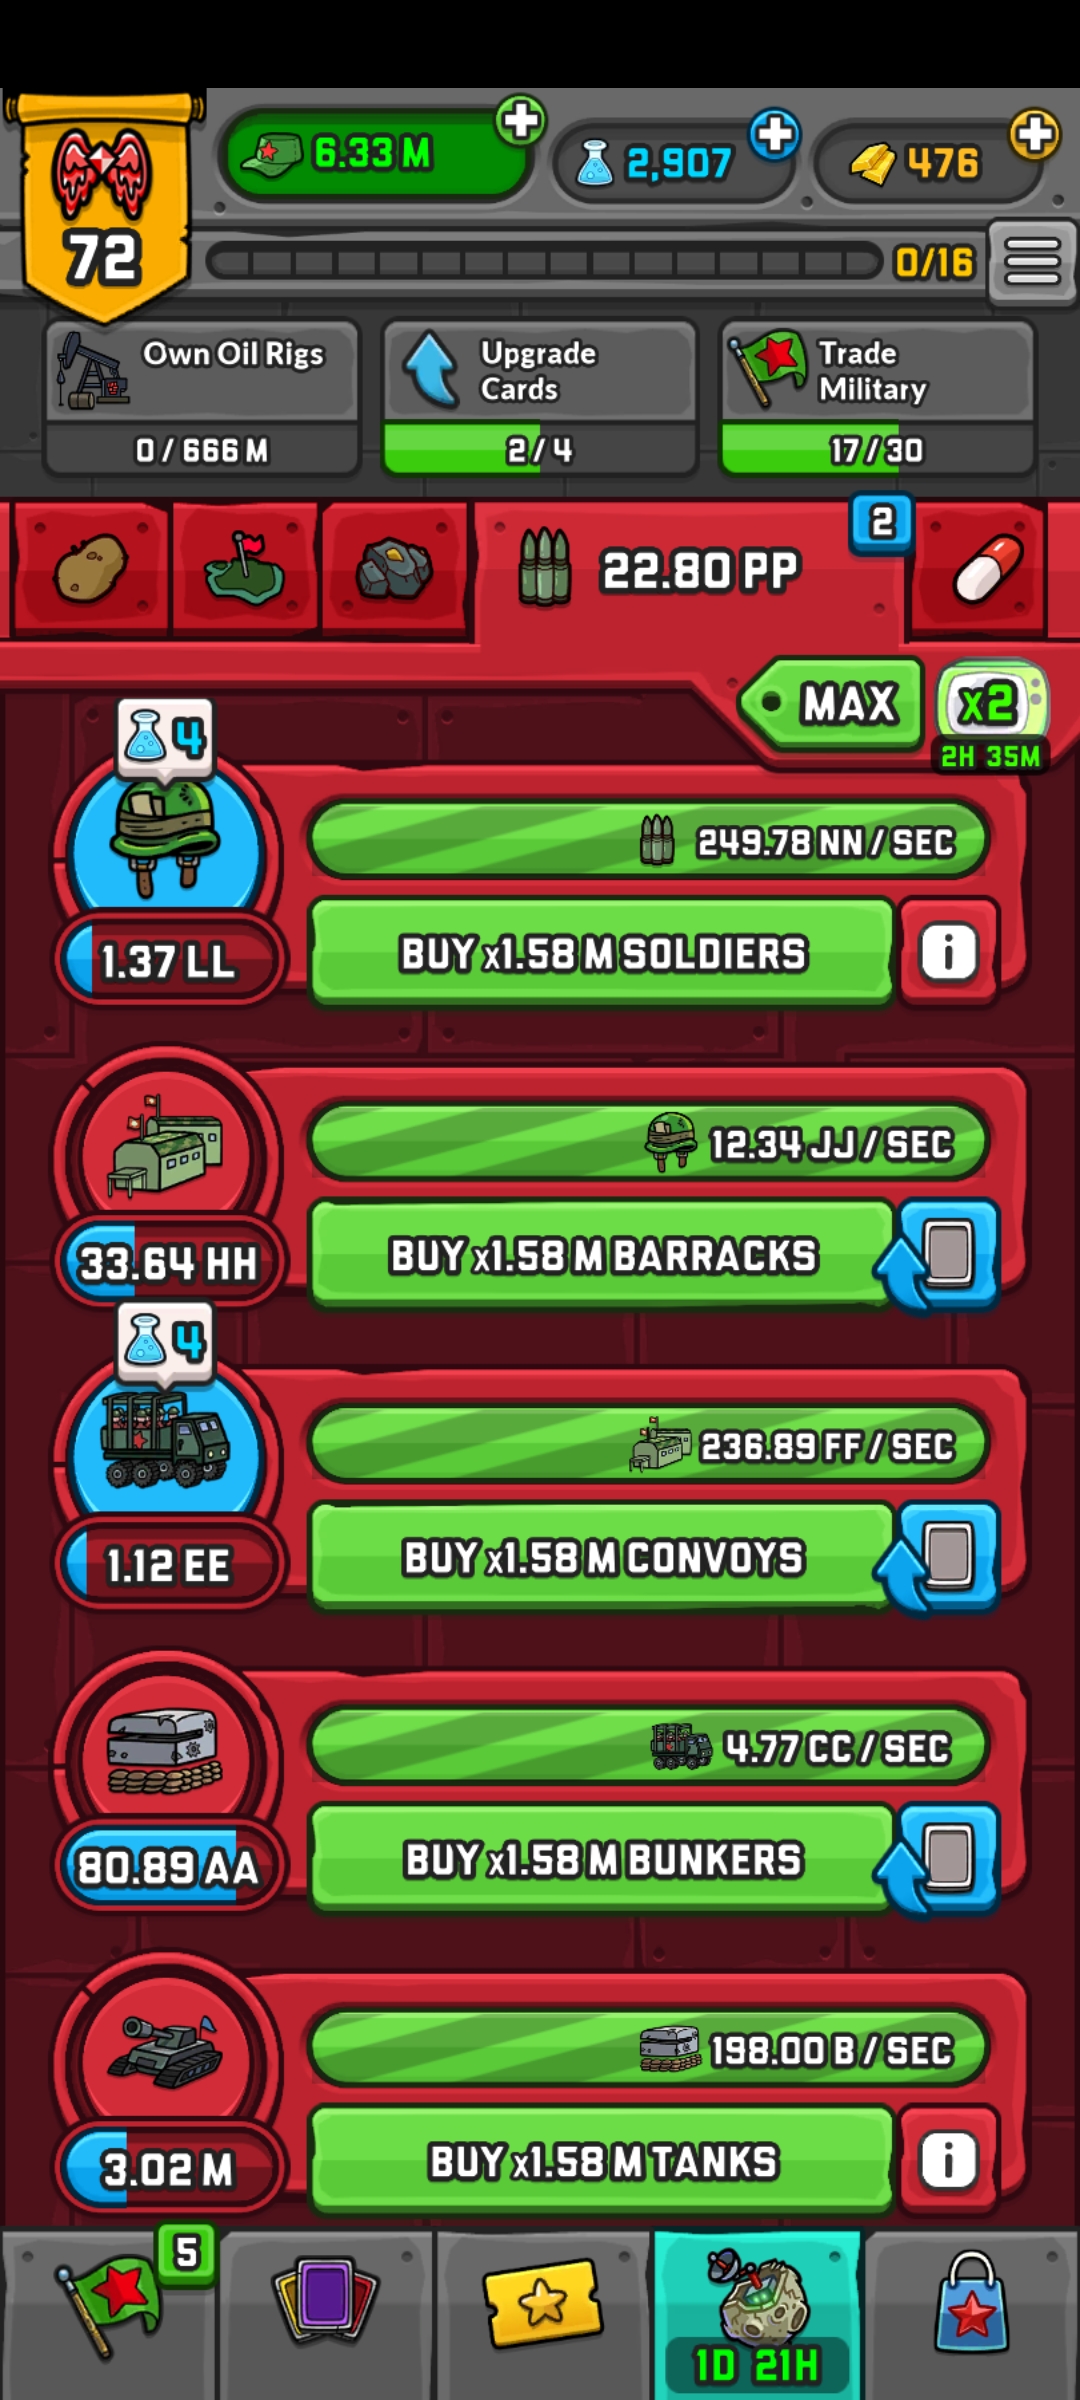 72
6.33 M
2,907
476
0/16
Own Oil Rigs
0 / 666 M
Upgrade
Cards
2 / 4
Trade
Military
17 / 30
22.80 PP
2
MAX
x2
2H 35M
4
249.78 NN / SEC
1.37 LL
BUY x1.58 M SOLDIERS
i
12.34 JJ / SEC
33.64 HH
BUY x1.58 M BARRACKS
4
236.89 FF / SEC
1.12 EE
BUY x1.58 M CONVOYS
4.77 CC / SEC
80.89 AA
BUY x1.58 M BUNKERS
198.00 B / SEC
3.02 M
BUY x1.58 M TANKS
i
5
1D 21H